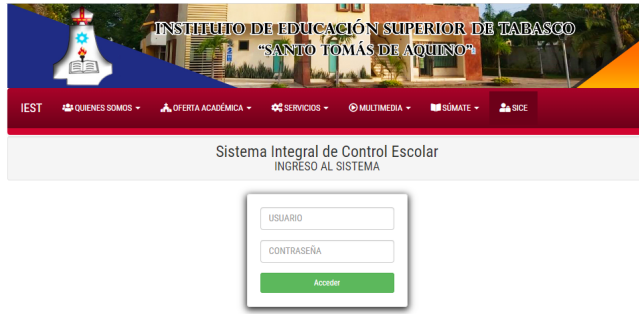 INSTITUTO DE EDUCACIÓN SUPERIOR DE TABASCO
"SANTO TOMÁS DE AQUINO"
IEST QUIENES SOMOS OFERTA ACADÉMICA SERVICIOS MULTIMEDIA SÚMATE SICE
Sistema Integral de Control Escolar
INGRESO AL SISTEMA
USUARIO
CONTRASEÑA
Acceder